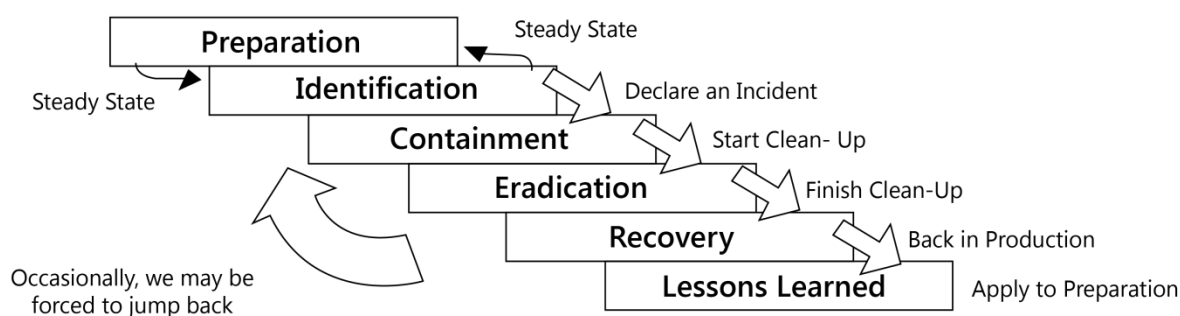 Preparation
Steady State
Steady State
Identification
Declare an Incident
Containment
Start Clean- Up
Eradication
Finish Clean-Up
Recovery
Back in Production
Lessons Learned
Apply to Preparation
Occasionally, we may be
forced to jump back